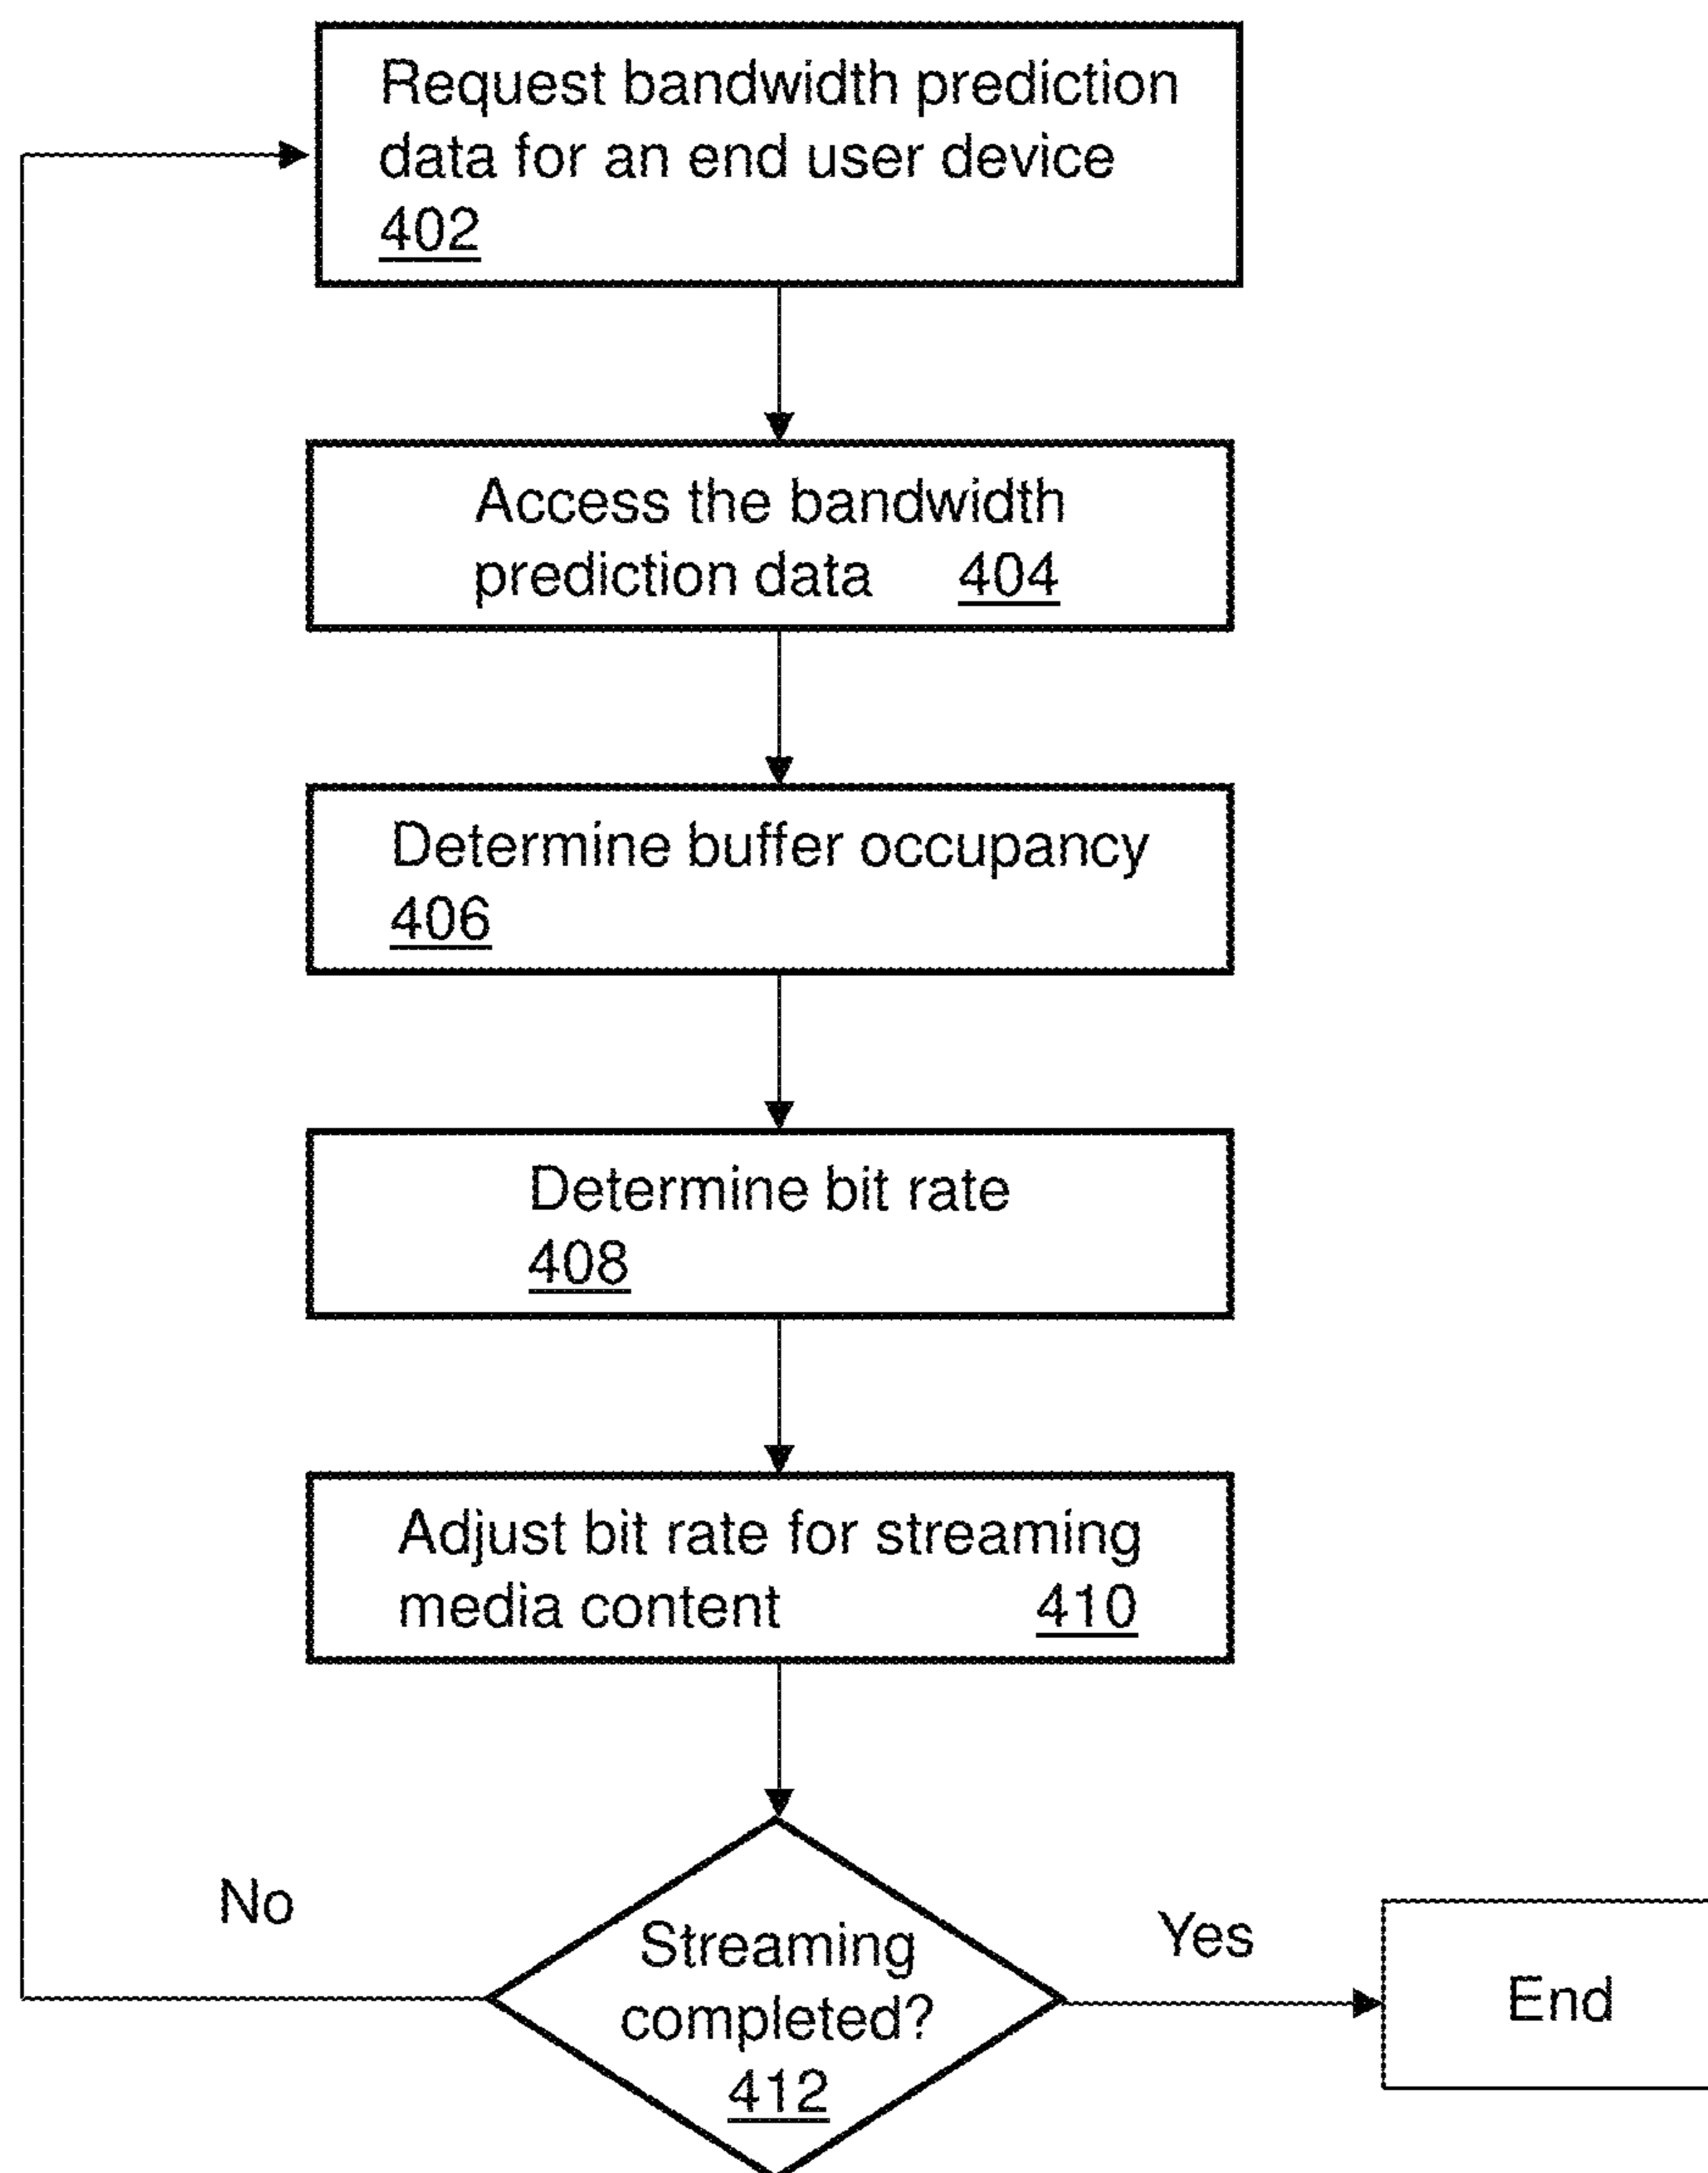 Request bandwidth prediction
data for an end user device
402
Access the bandwidth
prediction data 404
Determine buffer occupancy
406
Determine bit rate
408
Adjust bit rate for streaming
media content 410
No
Streaming
completed?
412
Yes
End